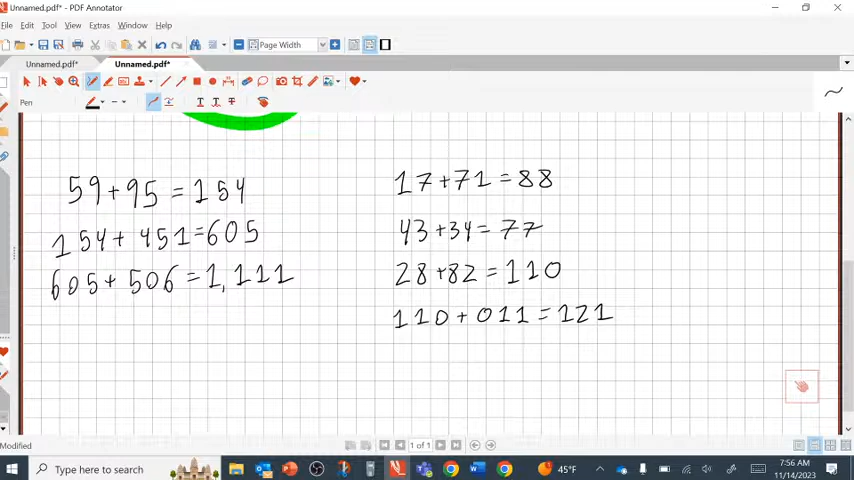 Unnamed.pdf* - PDF Annotator
File Edit Tool View Extras Window Help
Page Width
Unnamed.pdf* Unnamed.pdf*
Pen
59+95=154
154+451=605
605+506=1,111
17+71=88
43+34=77
28+82=110
110+011=121
Modified
1 of 1
Type here to search
45°F
7:56 AM
11/14/2023